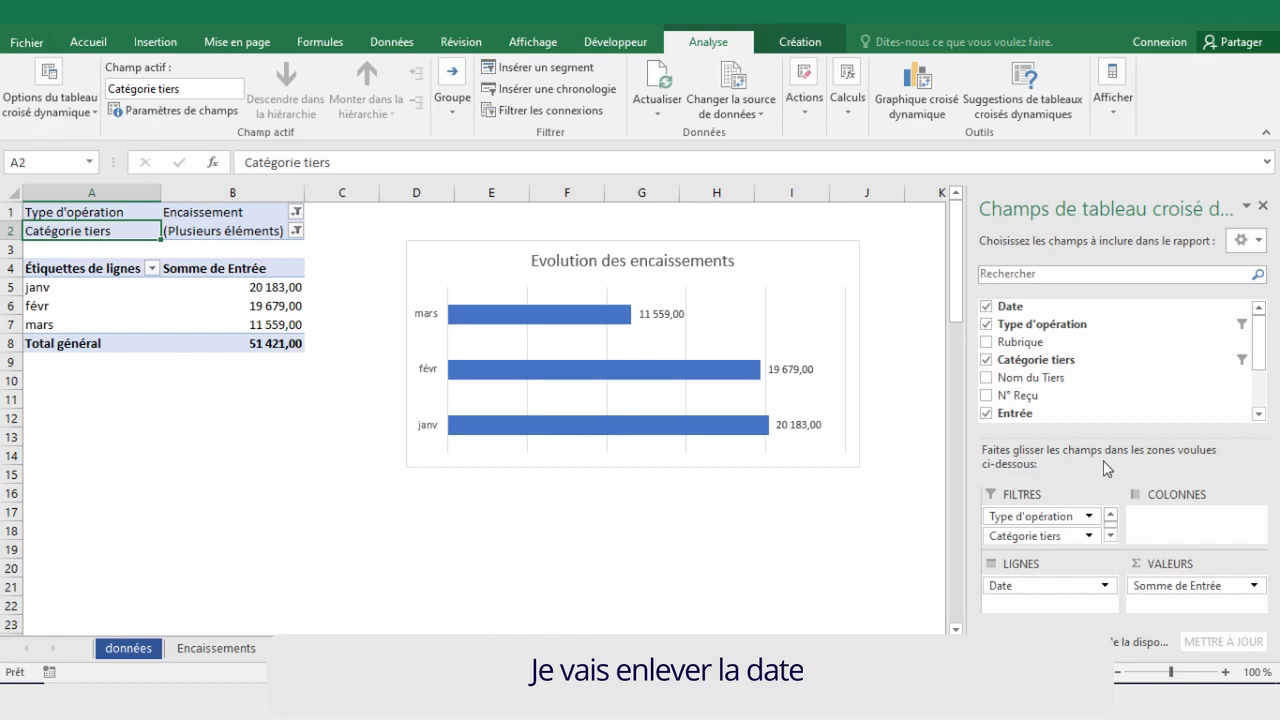 Fichier Accueil Insertion Mise en page Formules Données Révision Affichage Développeur Analyse Création Dites-nous ce que vous voulez faire. Connexion Partager
Options du tableau
croisé dynamique
Champ actif :
Catégorie tiers
Paramètres de champs
Descendre dans
la hiérarchie
Monter dans la
hiérarchie
Champ actif
Groupe
Insérer un segment
Insérer une chronologie
Filtrer les connexions
Filtrer
Actualiser
Changer la source
de données
Données
Actions
Calculs
Graphique croisé
dynamique
Suggestions de tableaux
croisés dynamiques
Outils
Afficher
A2 fx Catégorie tiers
A B C D E F G H I J K
1 Type d'opération Encaissement
2 Catégorie tiers (Plusieurs éléments)
3
4 Étiquettes de lignes Somme de Entrée
5 janv 20 183,00
6 févr 19 679,00
7 mars 11 559,00
8 Total général 51 421,00
9
10
11
12
13
14
15
16
17
18
19
20
21
22
23
Evolution des encaissements
mars 11 559,00
févr 19 679,00
janv 20 183,00
Champs de tableau croisé d...
Choisissez les champs à inclure dans le rapport :
Rechercher
Date
Type d'opération
Rubrique
Catégorie tiers
Nom du Tiers
N° Reçu
Entrée
Faites glisser les champs dans les zones voulues
ci-dessous:
FILTRES
Type d'opération
Catégorie tiers
COLONNES
LIGNES
Date
Σ VALEURS
Somme de Entrée
la dispo... METTRE À JOUR
données Encaissements
Prêt
100 %
Je vais enlever la date